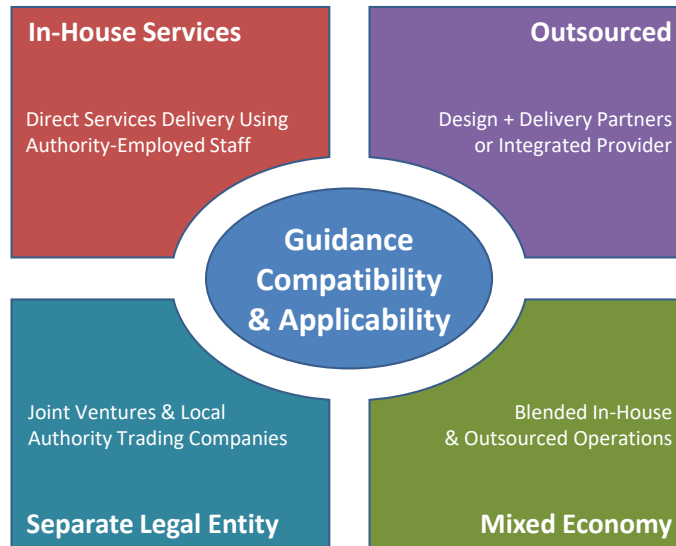 In-House Services
Direct Services Delivery Using
Authority-Employed Staff
Outsourced
Design + Delivery Partners
or Integrated Provider
Guidance
Compatibility
& Applicability
Joint Ventures & Local
Authority Trading Companies
Separate Legal Entity
Blended In-House
& Outsourced Operations
Mixed Economy